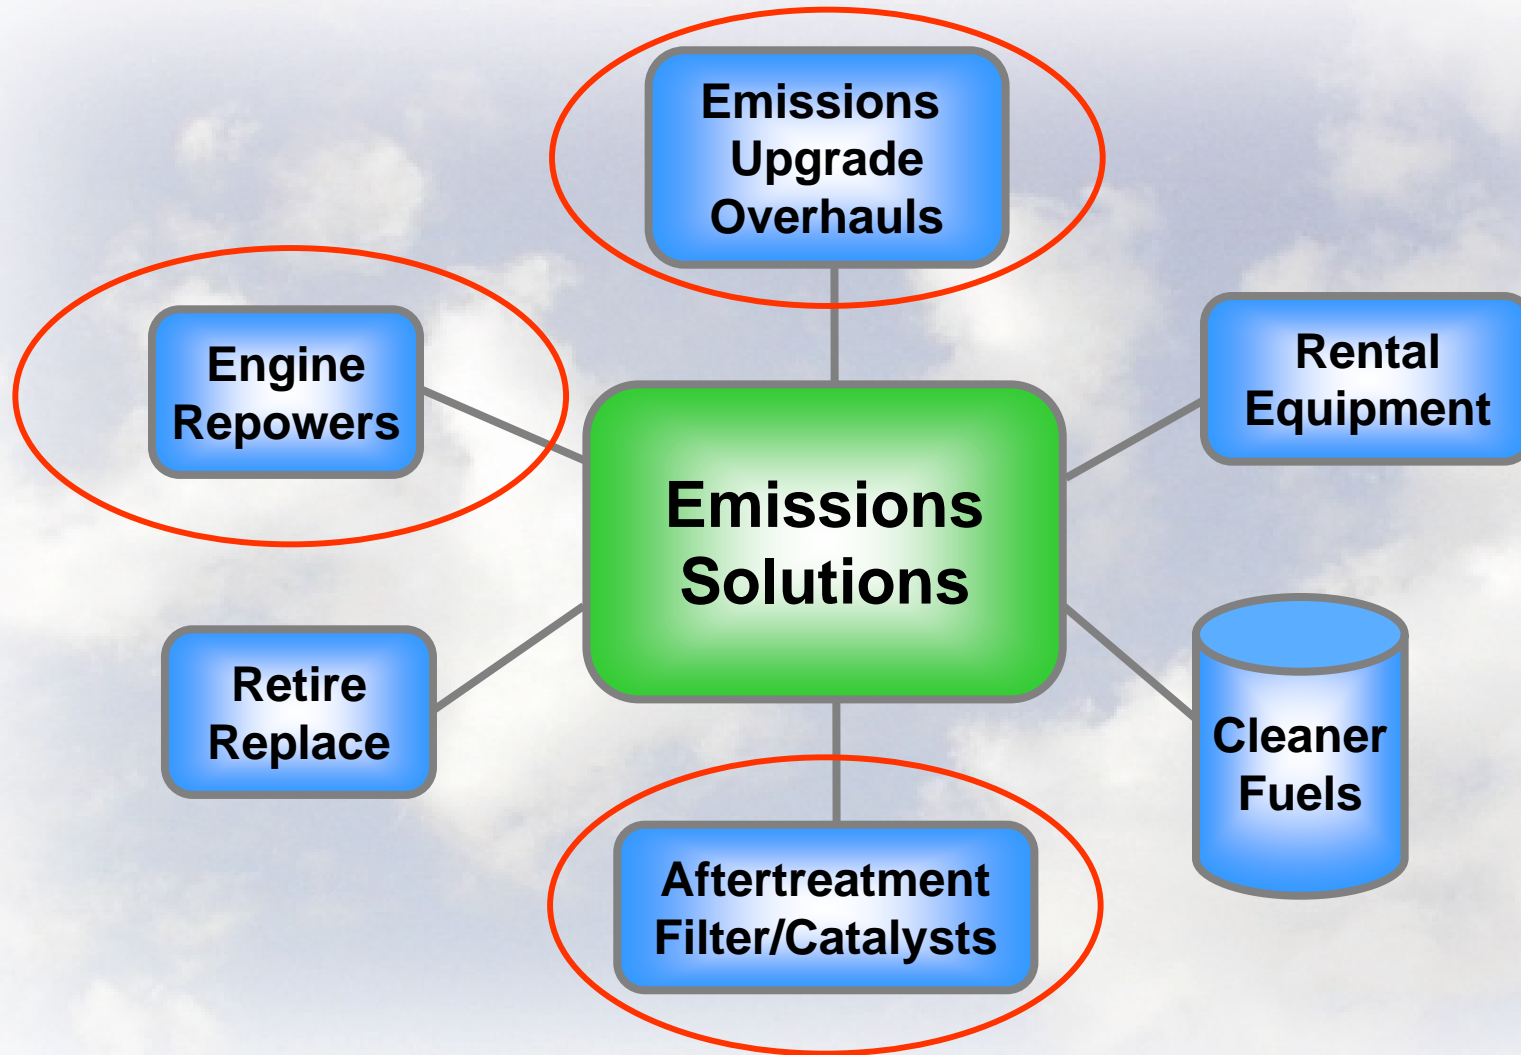 Emissions
Upgrade
Overhauls
Engine
Repowers
Rental
Equipment
Emissions
Solutions
Retire
Replace
Cleaner
Fuels
Aftertreatment
Filter/Catalysts